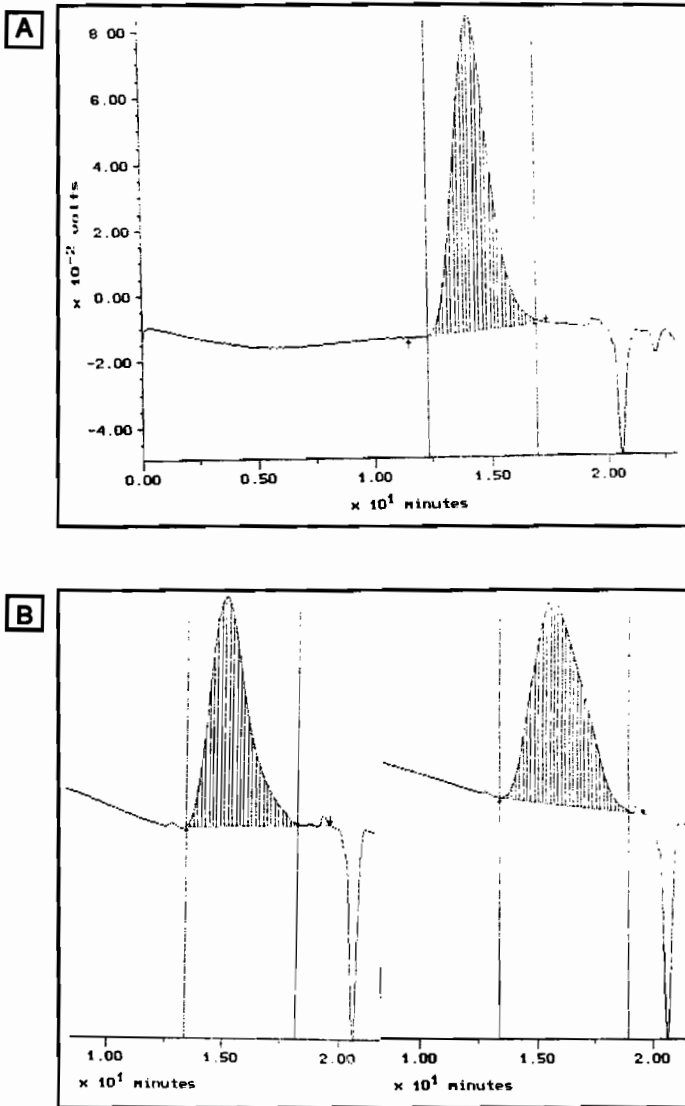 A
8.00
6.00
4.00
2.00
0.00
-2.00
-4.00
× 10⁻² volts
0.00 0.50 1.00 1.50 2.00
× 10¹ minutes
B
1.00 1.50 2.00 1.00 1.50 2.00
× 10¹ minutes × 10¹ minutes